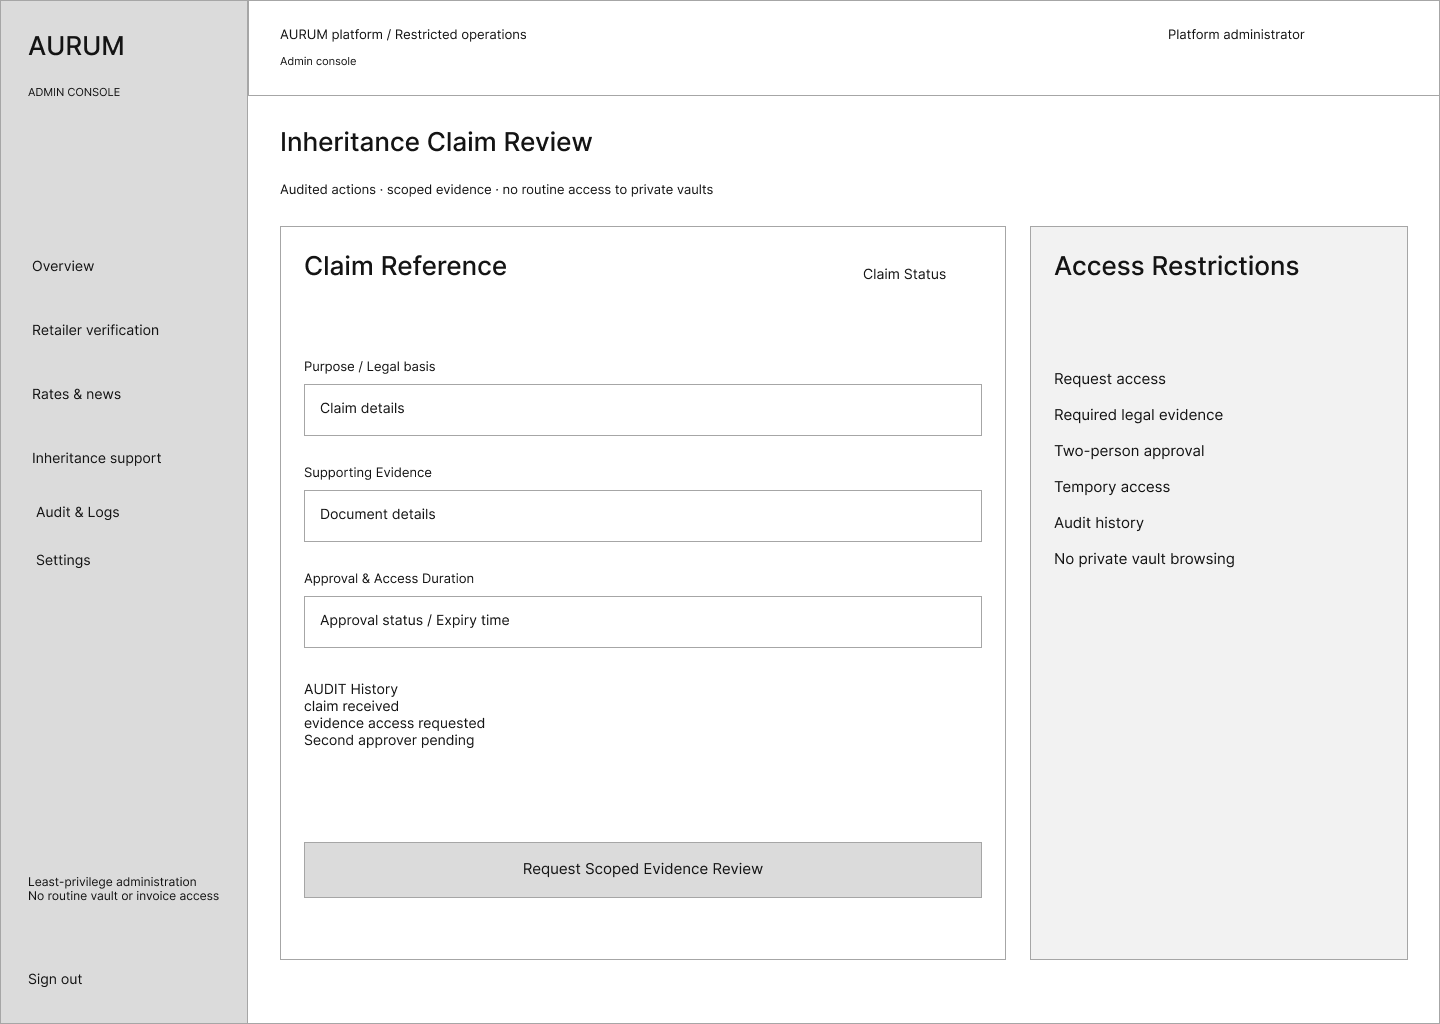 AURUM
ADMIN CONSOLE
Overview
Retailer verification
Rates & news
Inheritance support
Audit & Logs
Settings
Least-privilege administration
No routine vault or invoice access
Sign out
AURUM platform / Restricted operations
Admin console
Platform administrator
Inheritance Claim Review
Audited actions · scoped evidence · no routine access to private vaults
Claim Reference
Claim Status
Purpose / Legal basis
Claim details
Supporting Evidence
Document details
Approval & Access Duration
Approval status / Expiry time
AUDIT History
claim received
evidence access requested
Second approver pending
Request Scoped Evidence Review
Access Restrictions
Request access
Required legal evidence
Two-person approval
Tempory access
Audit history
No private vault browsing